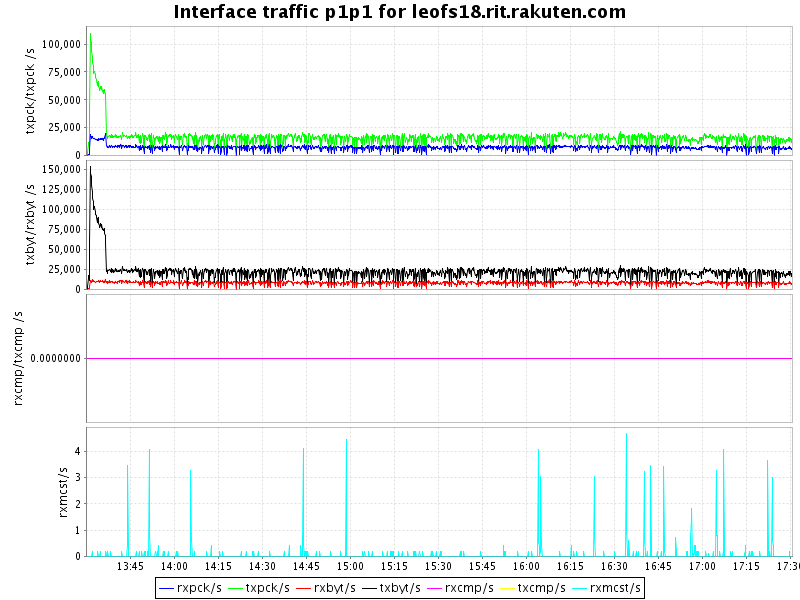 Interface traffic p1p1 for leofs18.rit.rakuten.com
txpck/txpck /s
100,000
75,000
50,000
25,000
0
txbyt/rxbyt /s
150,000
125,000
100,000
75,000
50,000
25,000
0
rxcmp/txcmp /s
0.0000000
rxmcst/s
4
3
2
1
0
13:45 14:00 14:15 14:30 14:45 15:00 15:15 15:30 15:45 16:00 16:15 16:30 16:45 17:00 17:15 17:30
rxpck/s txpck/s rxbyt/s txbyt/s rxcmp/s txcmp/s rxmcst/s